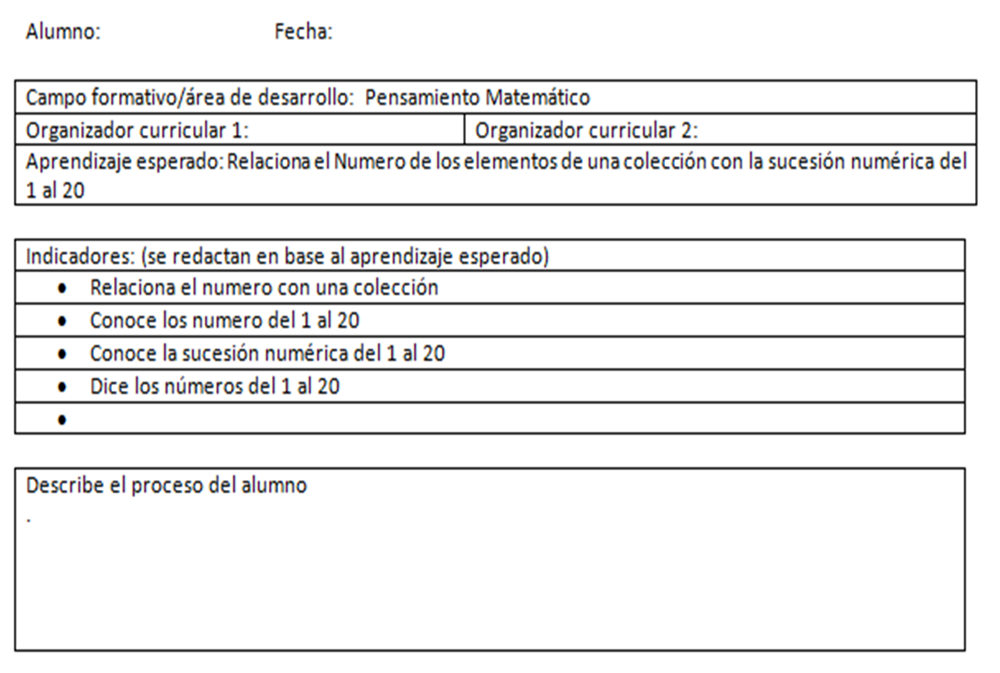 Alumno: Fecha:
Campo formativo/área de desarrollo: Pensamiento Matemático
Organizador curricular 1: Organizador curricular 2:
Aprendizaje esperado: Relaciona el Numero de los elementos de una colección con la sucesión numérica del
1 al 20
Indicadores: (se redactan en base al aprendizaje esperado)
• Relaciona el numero con una colección
• Conoce los numero del 1 al 20
• Conoce la sucesión numérica del 1 al 20
• Dice los números del 1 al 20
•
Describe el proceso del alumno
.